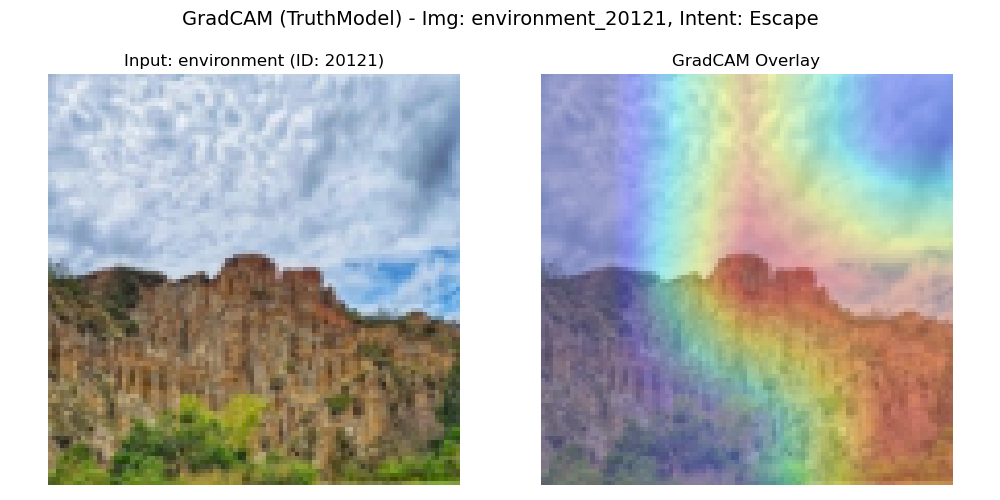 GradCAM (TruthModel) - Img: environment_20121, Intent: Escape
Input: environment (ID: 20121)
GradCAM Overlay